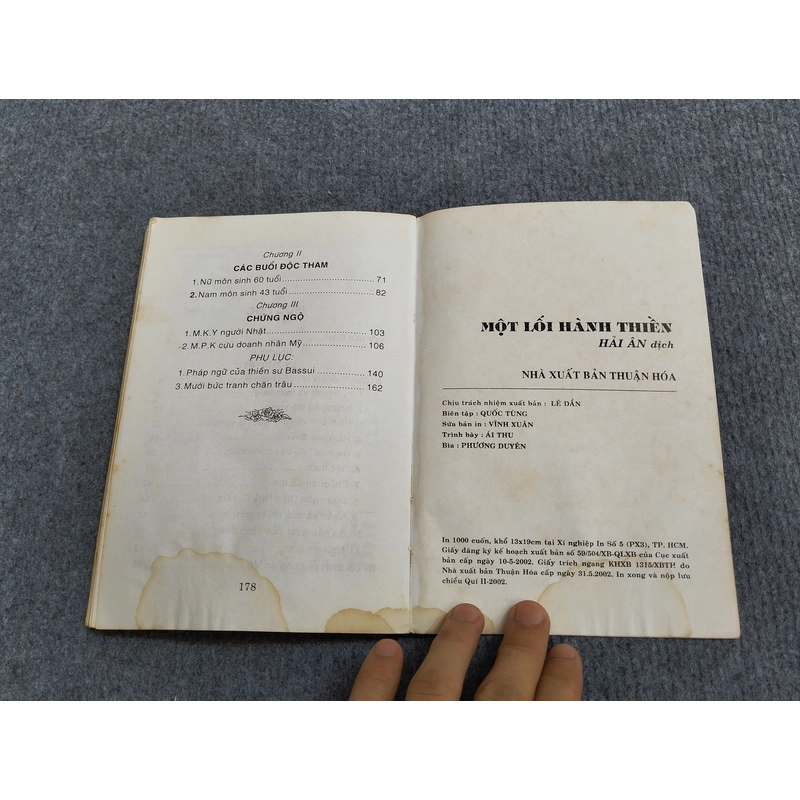 Chương II
CÁC BUỔI ĐỘC THAM
1. Nữ môn sinh 60 tuổi 71
2. Nam môn sinh 43 tuổi 82
Chương III
CHỨNG NGỘ
1. M.K.Y người Nhật 103
2. M.P.K cựu doanh nhân Mỹ 106
PHỤ LỤC:
1. Pháp ngữ của thiền sư Bassui 140
3. Mười bức tranh chăn trâu 162
178
MỘT LỐI HÀNH THIỀN
HẢI ÂN dịch
NHÀ XUẤT BẢN THUẬN HÓA
Chịu trách nhiệm xuất bản : LÊ DẦN
Biên tập : QUỐC TÙNG
Sửa bản in : VĨNH XUÂN
Trình bày : ÁI THU
Bìa : PHƯƠNG DUYÊN
In 1000 cuốn, khổ 13x19cm tại Xí nghiệp In Số 5 (PX3), TP. HCM.
Giấy đăng ký kế hoạch xuất bản số 59/504/XB-QLXB của Cục xuất
bản cấp ngày 10-5-2002. Giấy trích ngang KHXB 1315/XBTH do
Nhà xuất bản Thuận Hóa cấp ngày 31.5.2002. In xong và nộp lưu
chiểu Quí II-2002.